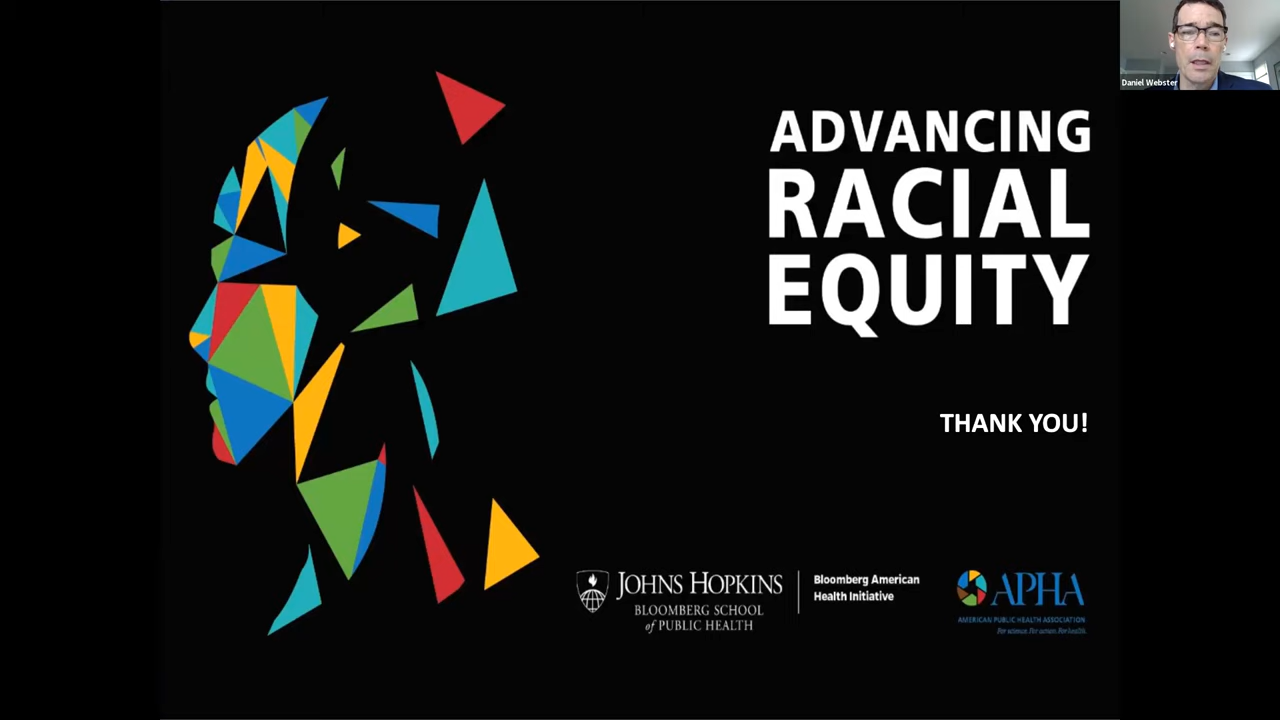 Daniel Webster
ADVANCING
RACIAL
EQUITY
THANK YOU!
JOHNS HOPKINS
BLOOMBERG SCHOOL
of PUBLIC HEALTH
Bloomberg American
Health Initiative
APHA
AMERICAN PUBLIC HEALTH ASSOCIATION
For science. For action. For health.